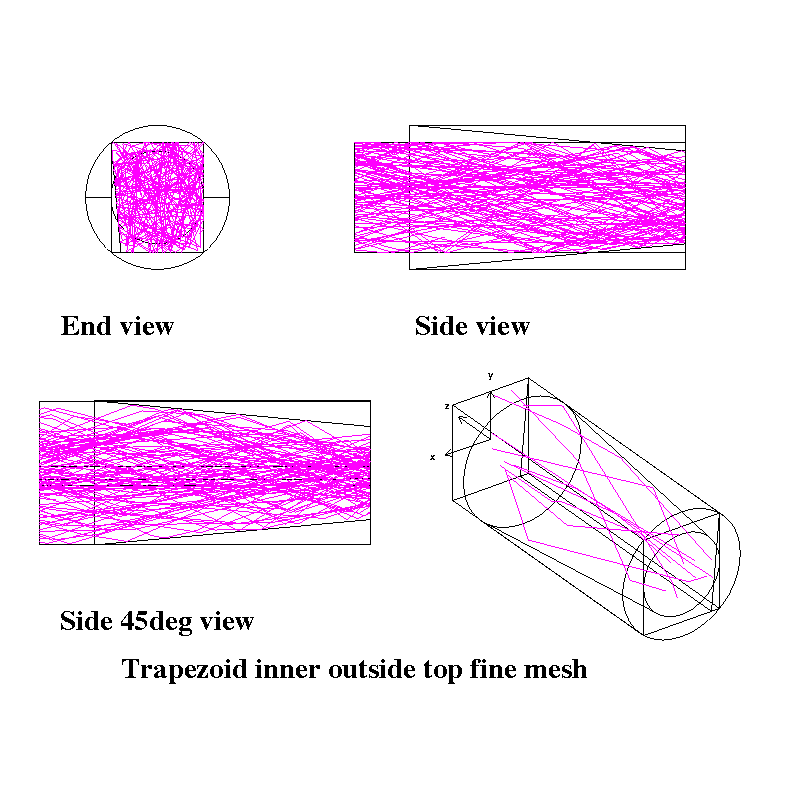 End view
Side view
y
z
x
Side 45deg view
Trapezoid inner outside top fine mesh